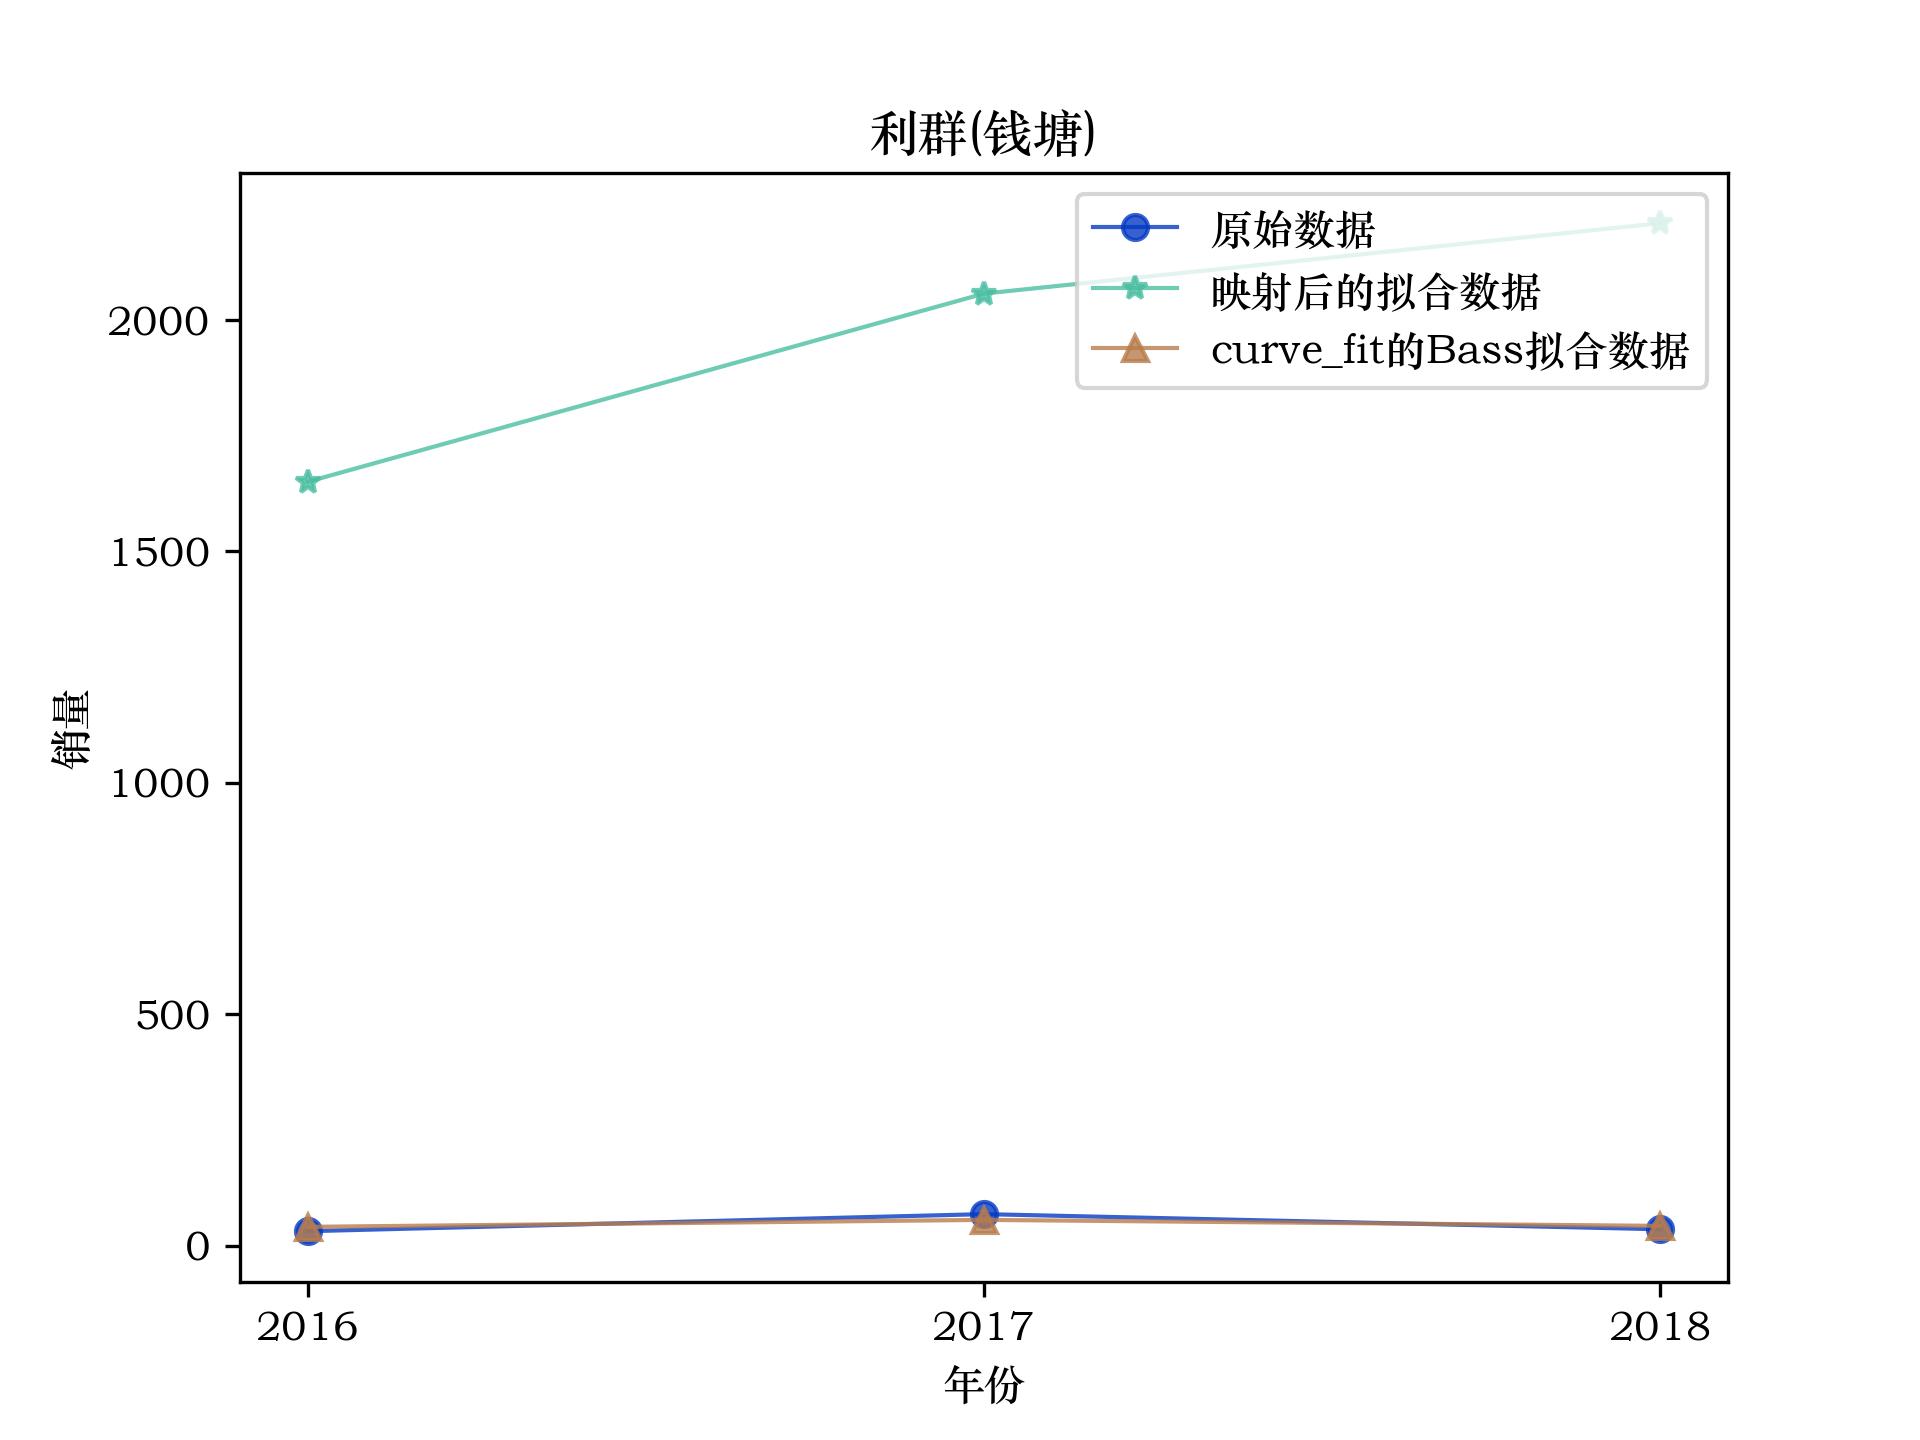 利群(钱塘)
原始数据
映射后的拟合数据
curve_fit的Bass拟合数据
2000
1500
1000
500
0
销量
2016
2017
2018
年份